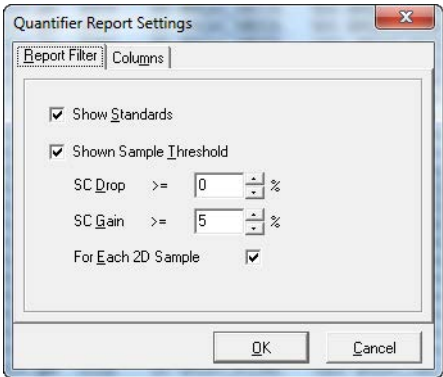 Quantifier Report Settings
Report Filter Columns
Show Standards
Shown Sample Threshold
SC Drop >= 0 %
SC Gain >= 5 %
For Each 2D Sample
OK Cancel